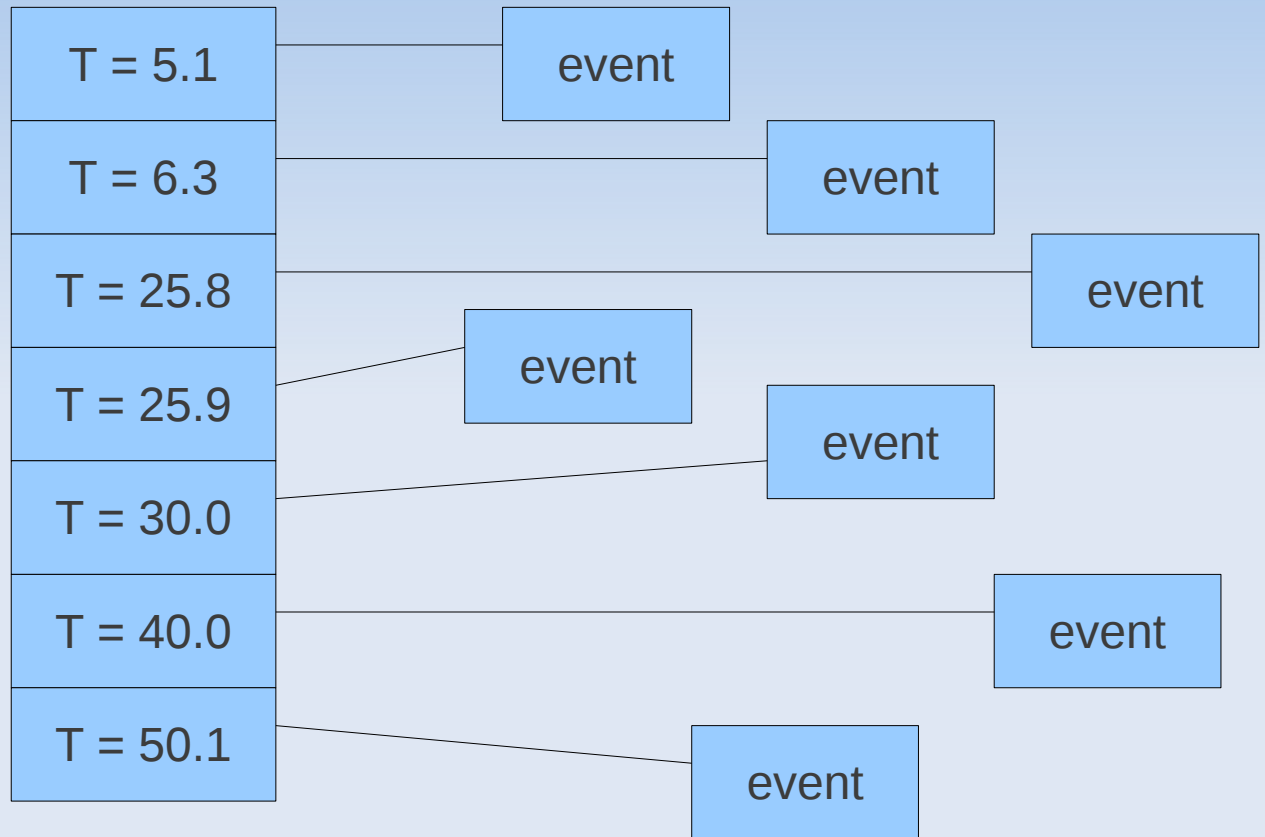 T = 5.1
event
T = 6.3
event
T = 25.8
event
T = 25.9
event
T = 30.0
event
T = 40.0
event
T = 50.1
event